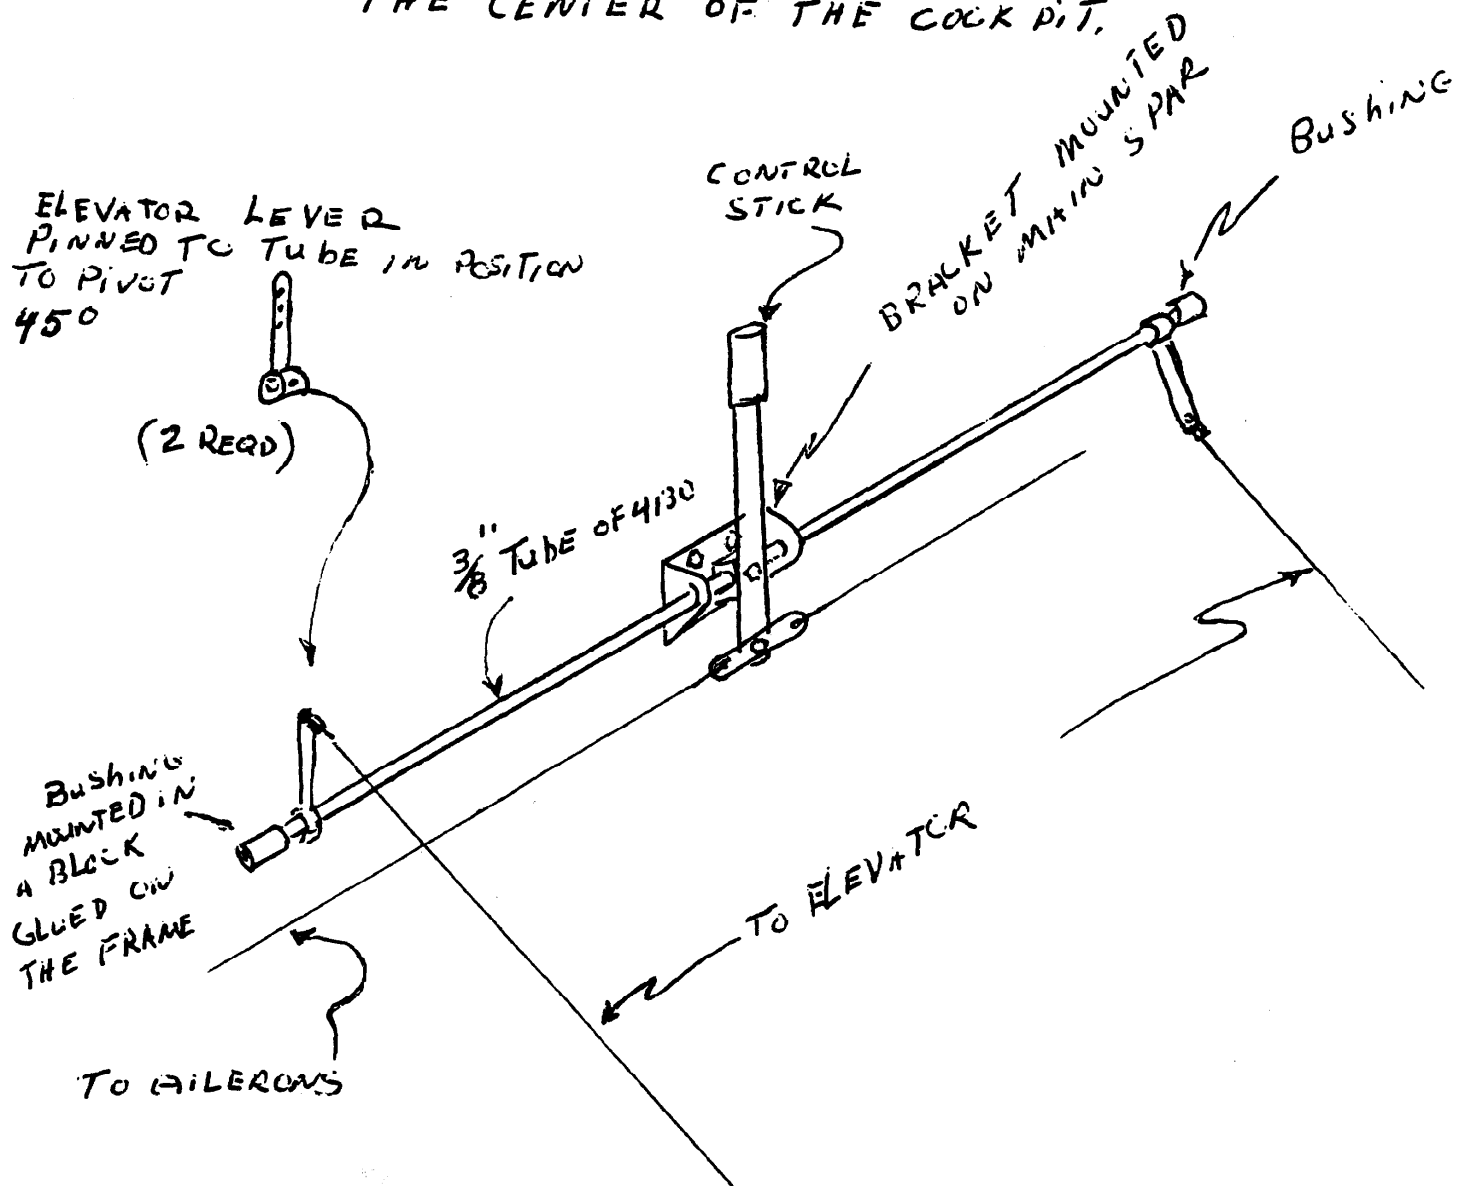 THE CENTER OF THE COCKPIT.
BRACKET MOUNTED
ON MAIN SPAR
Bushing
CONTROL
STICK
ELEVATOR LEVER
PINNED TO Tube IN POSITION
TO PIVOT
45°
(2 REQD)
3/8" Tube OF 4130
Bushing
MOUNTED IN
A BLOCK
GLUED ON
THE FRAME
TO ELEVATOR
TO AILERONS